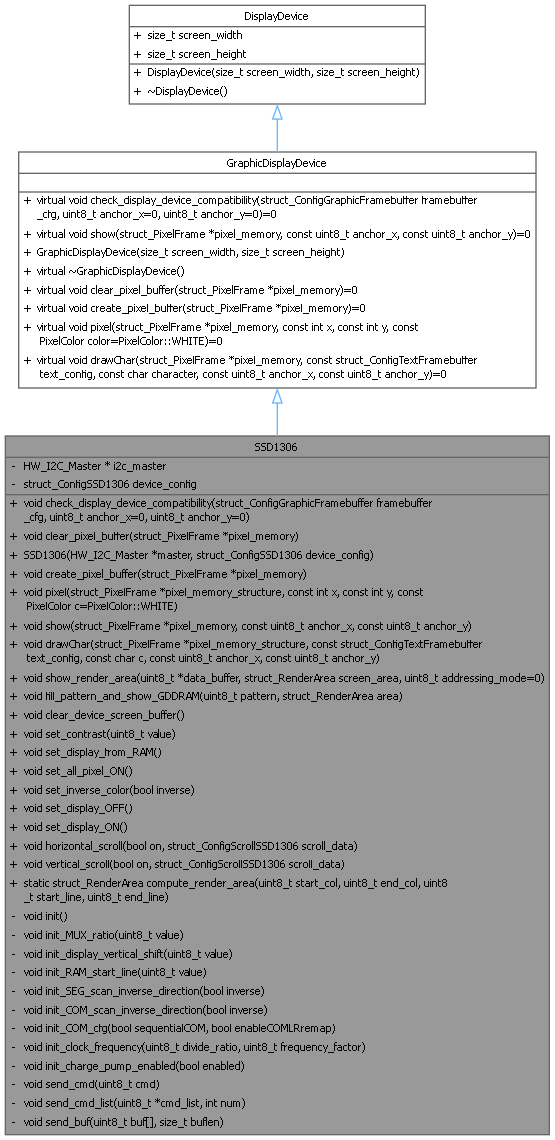 DisplayDevice
+ size_t screen_width
+ size_t screen_height
+ DisplayDevice(size_t screen_width, size_t screen_height)
+ ~DisplayDevice()
GraphicDisplayDevice
+ virtual void check_display_device_compatibility(struct_ConfigGraphicFramebuffer framebuffer
_cfg, uint8_t anchor_x=0, uint8_t anchor_y=0)=0
+ virtual void show(struct_PixelFrame *pixel_memory, const uint8_t anchor_x, const uint8_t anchor_y)=0
+ GraphicDisplayDevice(size_t screen_width, size_t screen_height)
+ virtual ~GraphicDisplayDevice()
+ virtual void clear_pixel_buffer(struct_PixelFrame *pixel_memory)=0
+ virtual void create_pixel_buffer(struct_PixelFrame *pixel_memory)=0
+ virtual void pixel(struct_PixelFrame *pixel_memory, const int x, const int y, const
PixelColor color=PixelColor::WHITE)=0
+ virtual void drawChar(struct_PixelFrame *pixel_memory, const struct_ConfigTextFramebuffer
text_config, const char character, const uint8_t anchor_x, const uint8_t anchor_y)=0
SSD1306
- HW_I2C_Master * i2c_master
- struct_ConfigSSD1306 device_config
+ void check_display_device_compatibility(struct_ConfigGraphicFramebuffer framebuffer
_cfg, uint8_t anchor_x=0, uint8_t anchor_y=0)
+ void clear_pixel_buffer(struct_PixelFrame *pixel_memory)
+ SSD1306(HW_I2C_Master *master, struct_ConfigSSD1306 device_config)
+ void create_pixel_buffer(struct_PixelFrame *pixel_memory)
+ void pixel(struct_PixelFrame *pixel_memory_structure, const int x, const int y, const
PixelColor c=PixelColor::WHITE)
+ void show(struct_PixelFrame *pixel_memory, const uint8_t anchor_x, const uint8_t anchor_y)
+ void drawChar(struct_PixelFrame *pixel_memory_structure, const struct_ConfigTextFramebuffer
text_config, const char c, const uint8_t anchor_x, const uint8_t anchor_y)
+ void show_render_area(uint8_t *data_buffer, struct_RenderArea screen_area, uint8_t addressing_mode=0)
+ void fill_pattern_and_show_GDDRAM(uint8_t pattern, struct_RenderArea area)
+ void clear_device_screen_buffer()
+ void set_contrast(uint8_t value)
+ void set_display_from_RAM()
+ void set_all_pixel_ON()
+ void set_inverse_color(bool inverse)
+ void set_display_OFF()
+ void set_display_ON()
+ void horizontal_scroll(bool on, struct_ConfigScrollSSD1306 scroll_data)
+ void vertical_scroll(bool on, struct_ConfigScrollSSD1306 scroll_data)
+ static struct_RenderArea compute_render_area(uint8_t start_col, uint8_t end_col, uint8
_t start_line, uint8_t end_line)
- void init()
- void init_MUX_ratio(uint8_t value)
- void init_display_vertical_shift(uint8_t value)
- void init_RAM_start_line(uint8_t value)
- void init_SEG_scan_inverse_direction(bool inverse)
- void init_COM_scan_inverse_direction(bool inverse)
- void init_COM_cfg(bool sequentialCOM, bool enableCOMLRremap)
- void init_clock_frequency(uint8_t divide_ratio, uint8_t frequency_factor)
- void init_charge_pump_enabled(bool enabled)
- void send_cmd(uint8_t cmd)
- void send_cmd_list(uint8_t *cmd_list, int num)
- void send_buf(uint8_t buf[], size_t buflen)